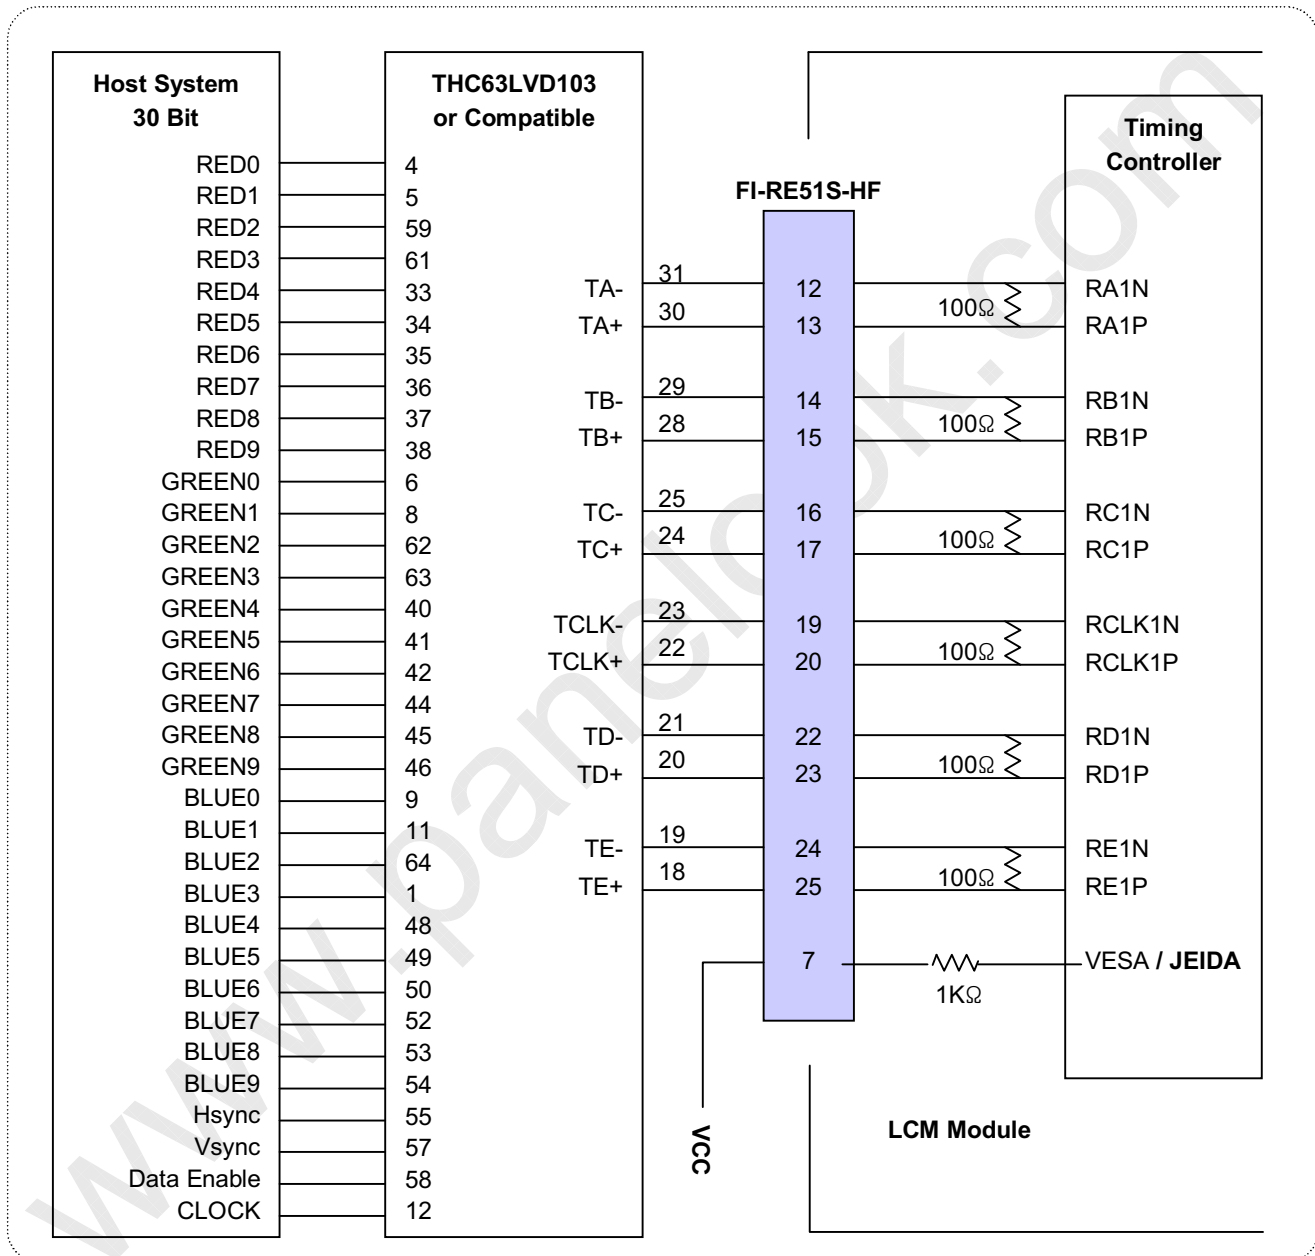 Host System
30 Bit
RED0
RED1
RED2
RED3
RED4
RED5
RED6
RED7
RED8
RED9
GREEN0
GREEN1
GREEN2
GREEN3
GREEN4
GREEN5
GREEN6
GREEN7
GREEN8
GREEN9
BLUE0
BLUE1
BLUE2
BLUE3
BLUE4
BLUE5
BLUE6
BLUE7
BLUE8
BLUE9
Hsync
Vsync
Data Enable
CLOCK
THC63LVD103
or Compatible
4
5
59
61
33
34
35
36
37
38
6
8
62
63
40
41
42
44
45
46
9
11
64
1
48
49
50
52
53
54
55
57
58
12
TA-
TA+
TB-
TB+
TC-
TC+
TCLK-
TCLK+
TD-
TD+
TE-
TE+
31
30
29
28
25
24
23
22
21
20
19
18
FI-RE51S-HF
12
13
14
15
16
17
19
20
22
23
24
25
7
VCC
100Ω
100Ω
100Ω
100Ω
100Ω
100Ω
1KΩ
Timing
Controller
RA1N
RA1P
RB1N
RB1P
RC1N
RC1P
RCLK1N
RCLK1P
RD1N
RD1P
RE1N
RE1P
VESA / JEIDA
LCM Module
www.panelook.com